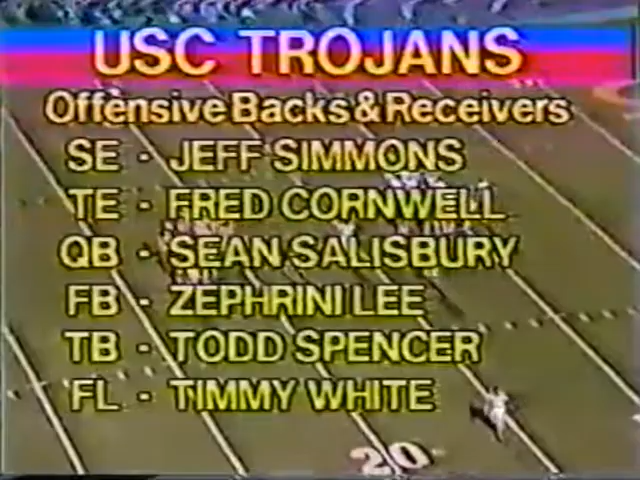 USC TROJANS
Offensive Backs & Receivers
SE - JEFF SIMMONS
TE - FRED CORNWELL
QB - SEAN SALISBURY
FB - ZEPHRINI LEE
TB - TODD SPENCER
FL - TIMMY WHITE
20